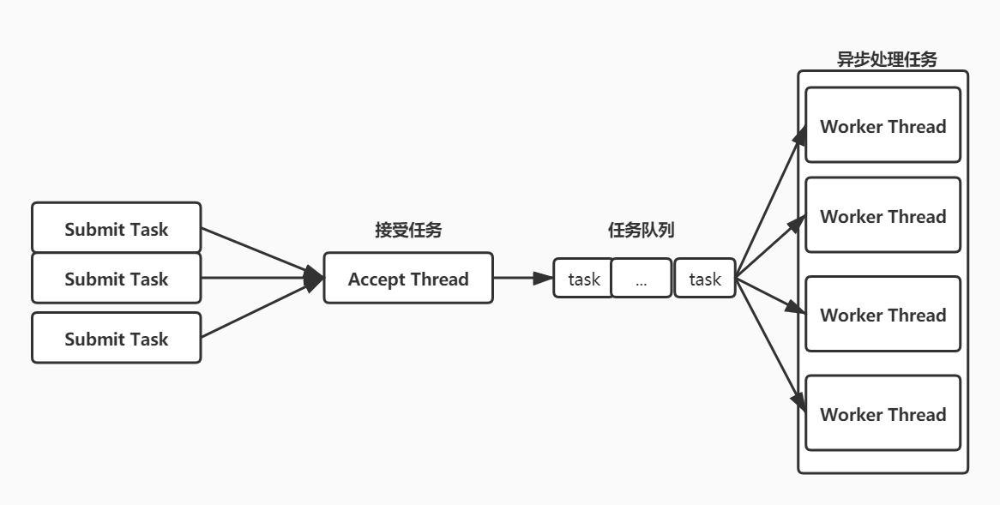 异步处理任务
Worker Thread
Worker Thread
Worker Thread
Worker Thread
Submit Task
Submit Task
Submit Task
接受任务
Accept Thread
任务队列
task
...
task